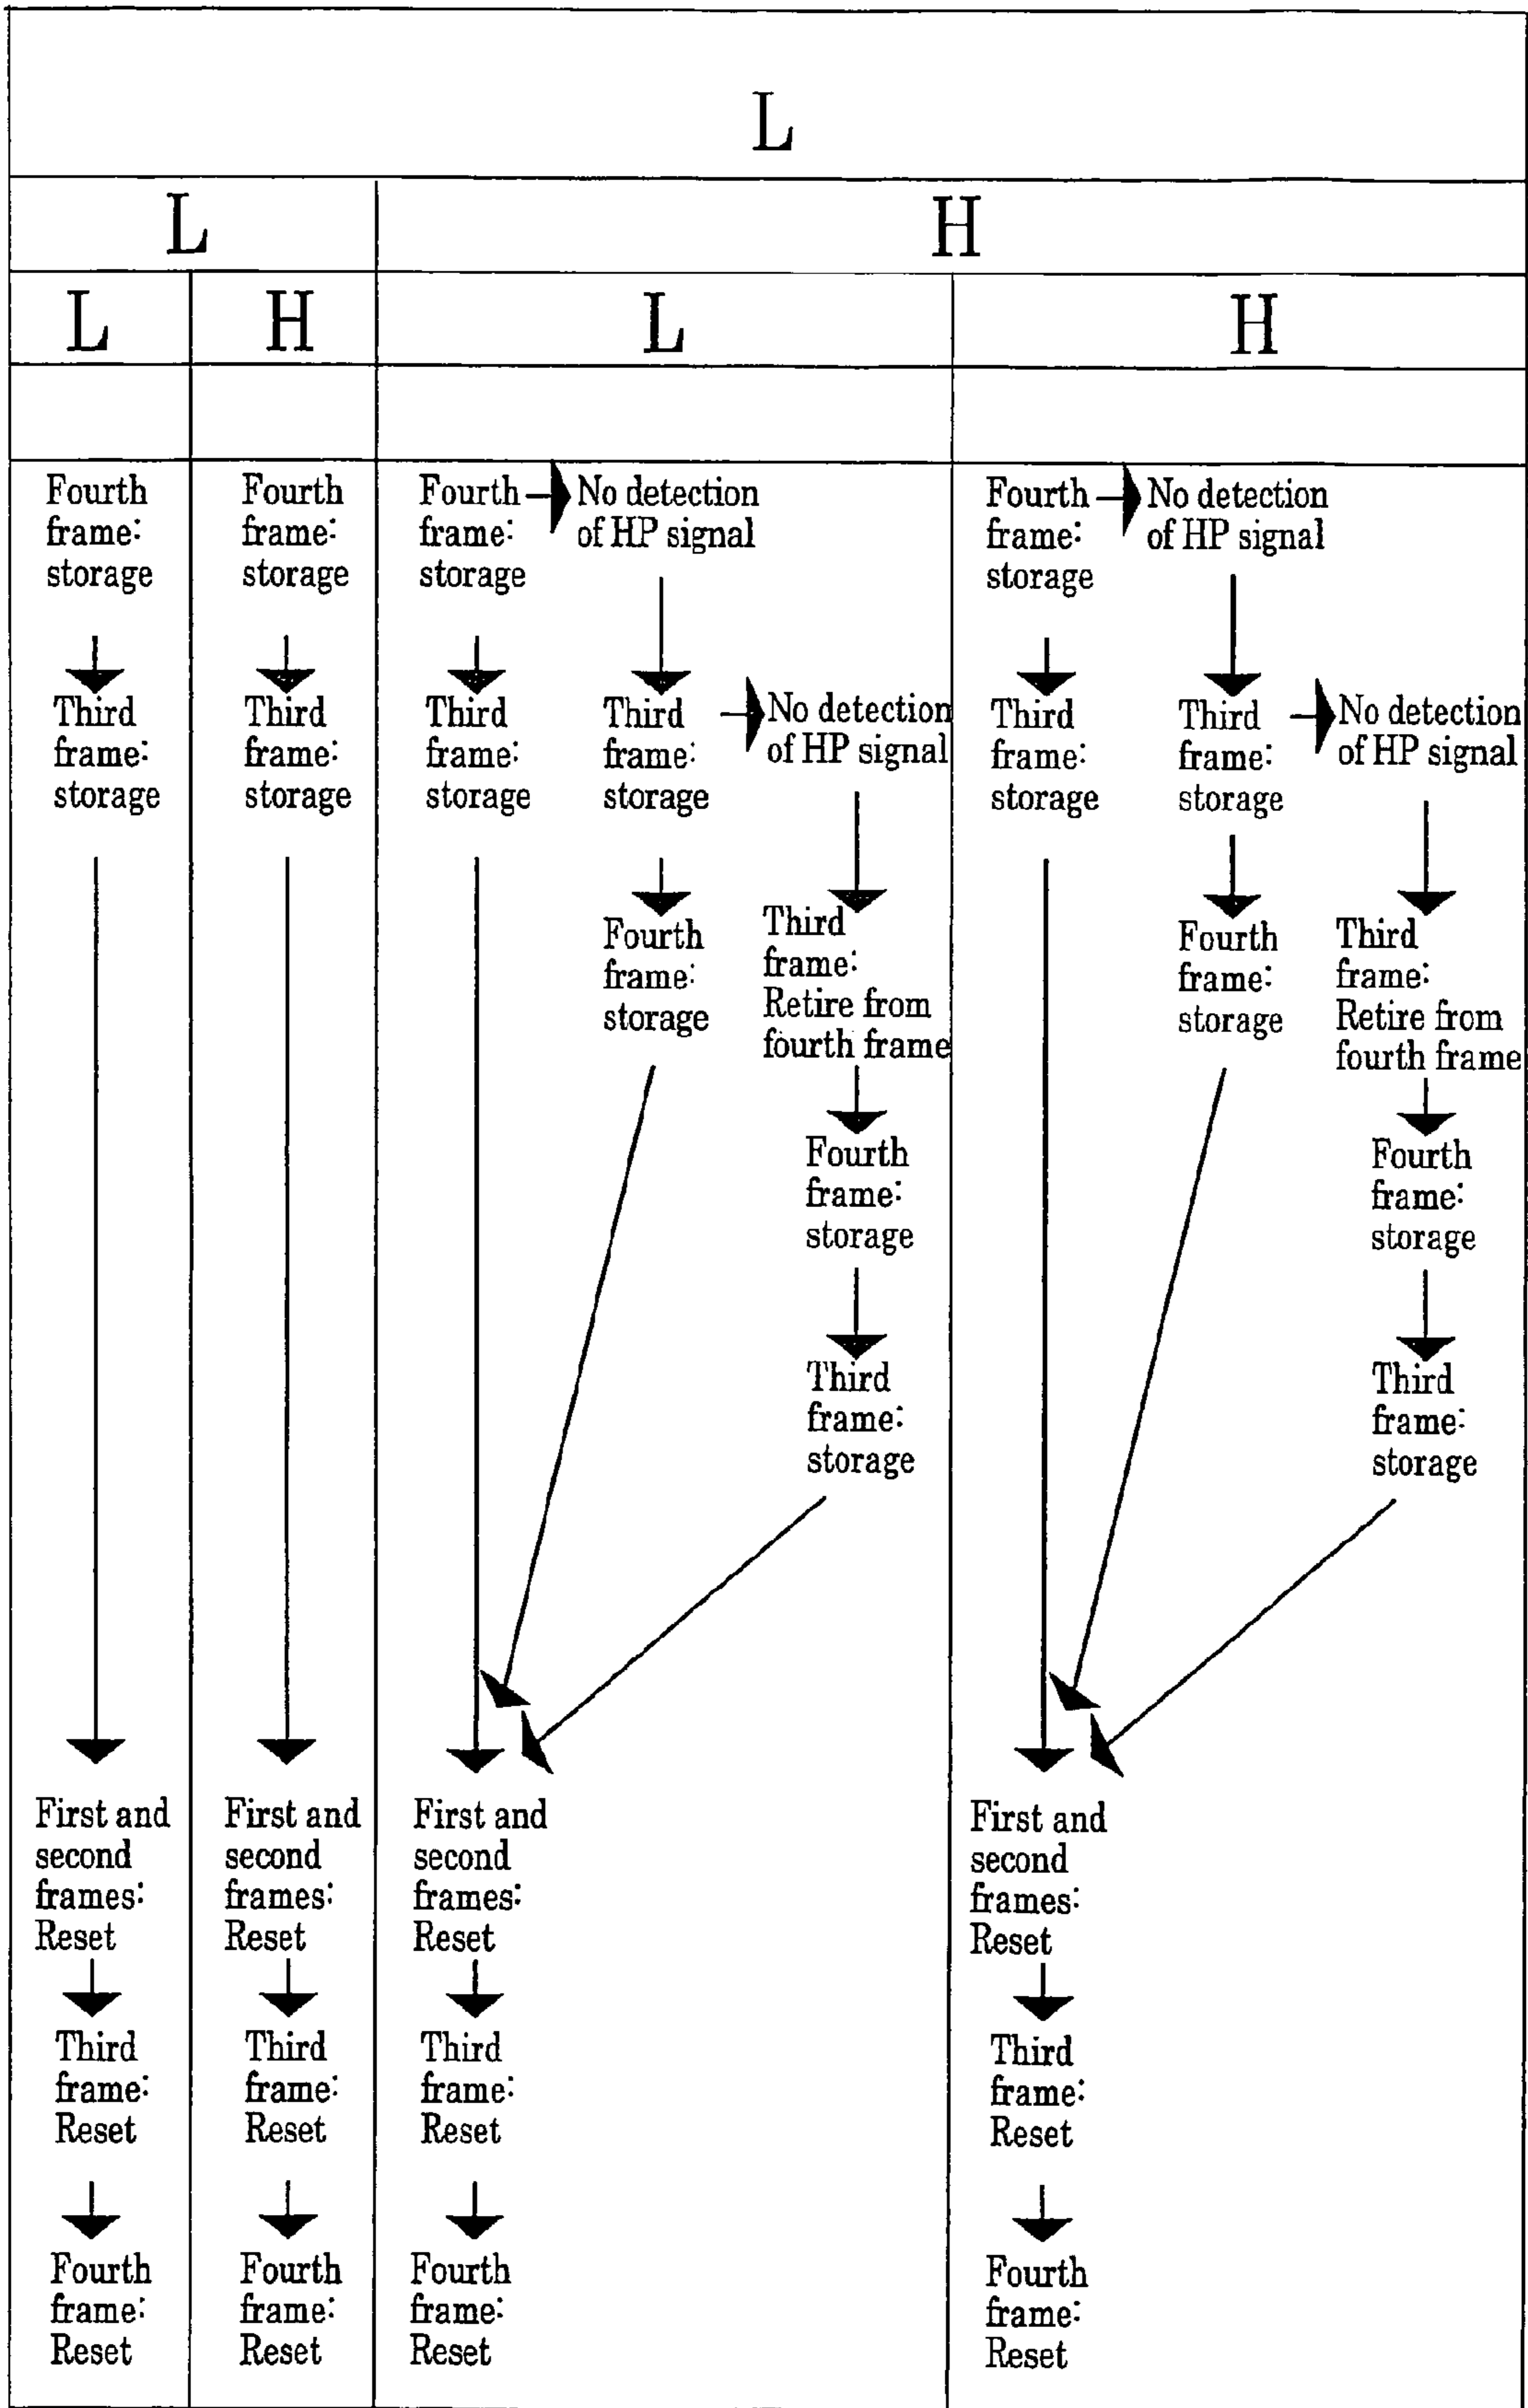 L
L
H
L
H
L
H
Fourth
frame:
storage
Third
frame:
storage
First and
second
frames:
Reset
Third
frame:
Reset
Fourth
frame:
Reset
Fourth
frame:
storage
Third
frame:
storage
First and
second
frames:
Reset
Third
frame:
Reset
Fourth
frame:
Reset
Fourth
frame:
storage
Third
frame:
storage
First and
second
frames:
Reset
Third
frame:
Reset
Fourth
frame:
Reset
No detection
of HP signal
Third
frame:
storage
Fourth
frame:
storage
No detection
of HP signal
Third
frame:
Retire from
fourth frame
Fourth
frame:
storage
Third
frame:
storage
Fourth
frame:
storage
Third
frame:
storage
First and
second
frames:
Reset
Third
frame:
Reset
Fourth
frame:
Reset
No detection
of HP signal
Third
frame:
storage
Fourth
frame:
storage
No detection
of HP signal
Third
frame:
Retire from
fourth frame
Fourth
frame:
storage
Third
frame:
storage